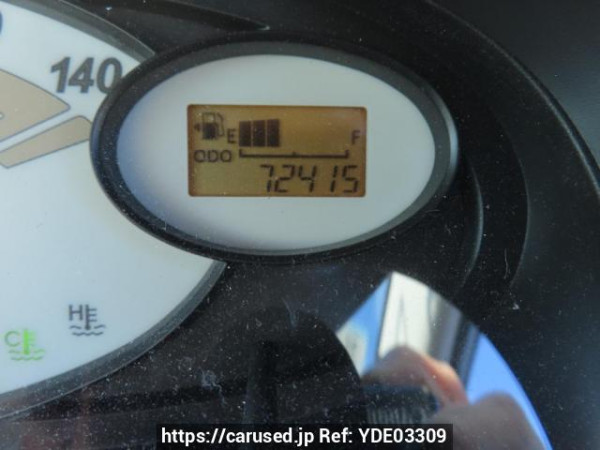 140
E F
ODO
72415
H
C
https://carused.jp Ref: YDE03309